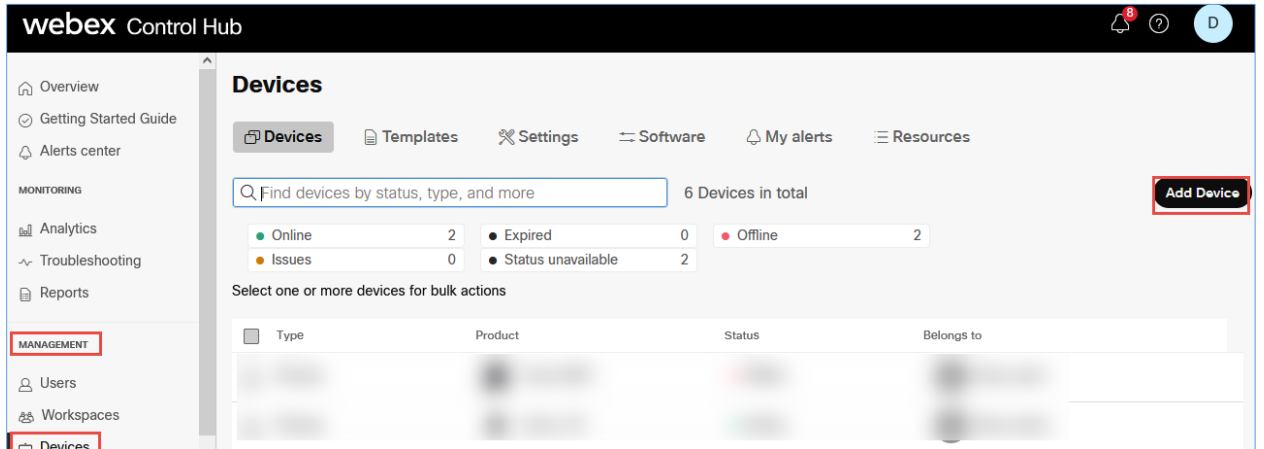 webex Control Hub
8
D
Overview
Getting Started Guide
Alerts center
MONITORING
Analytics
Troubleshooting
Reports
MANAGEMENT
Users
Workspaces
Devices
Devices
Devices Templates Settings Software My alerts Resources
Find devices by status, type, and more 6 Devices in total Add Device
Online 2 Expired 0 Offline 2
Issues 0 Status unavailable 2
Select one or more devices for bulk actions
Type Product Status Belongs to